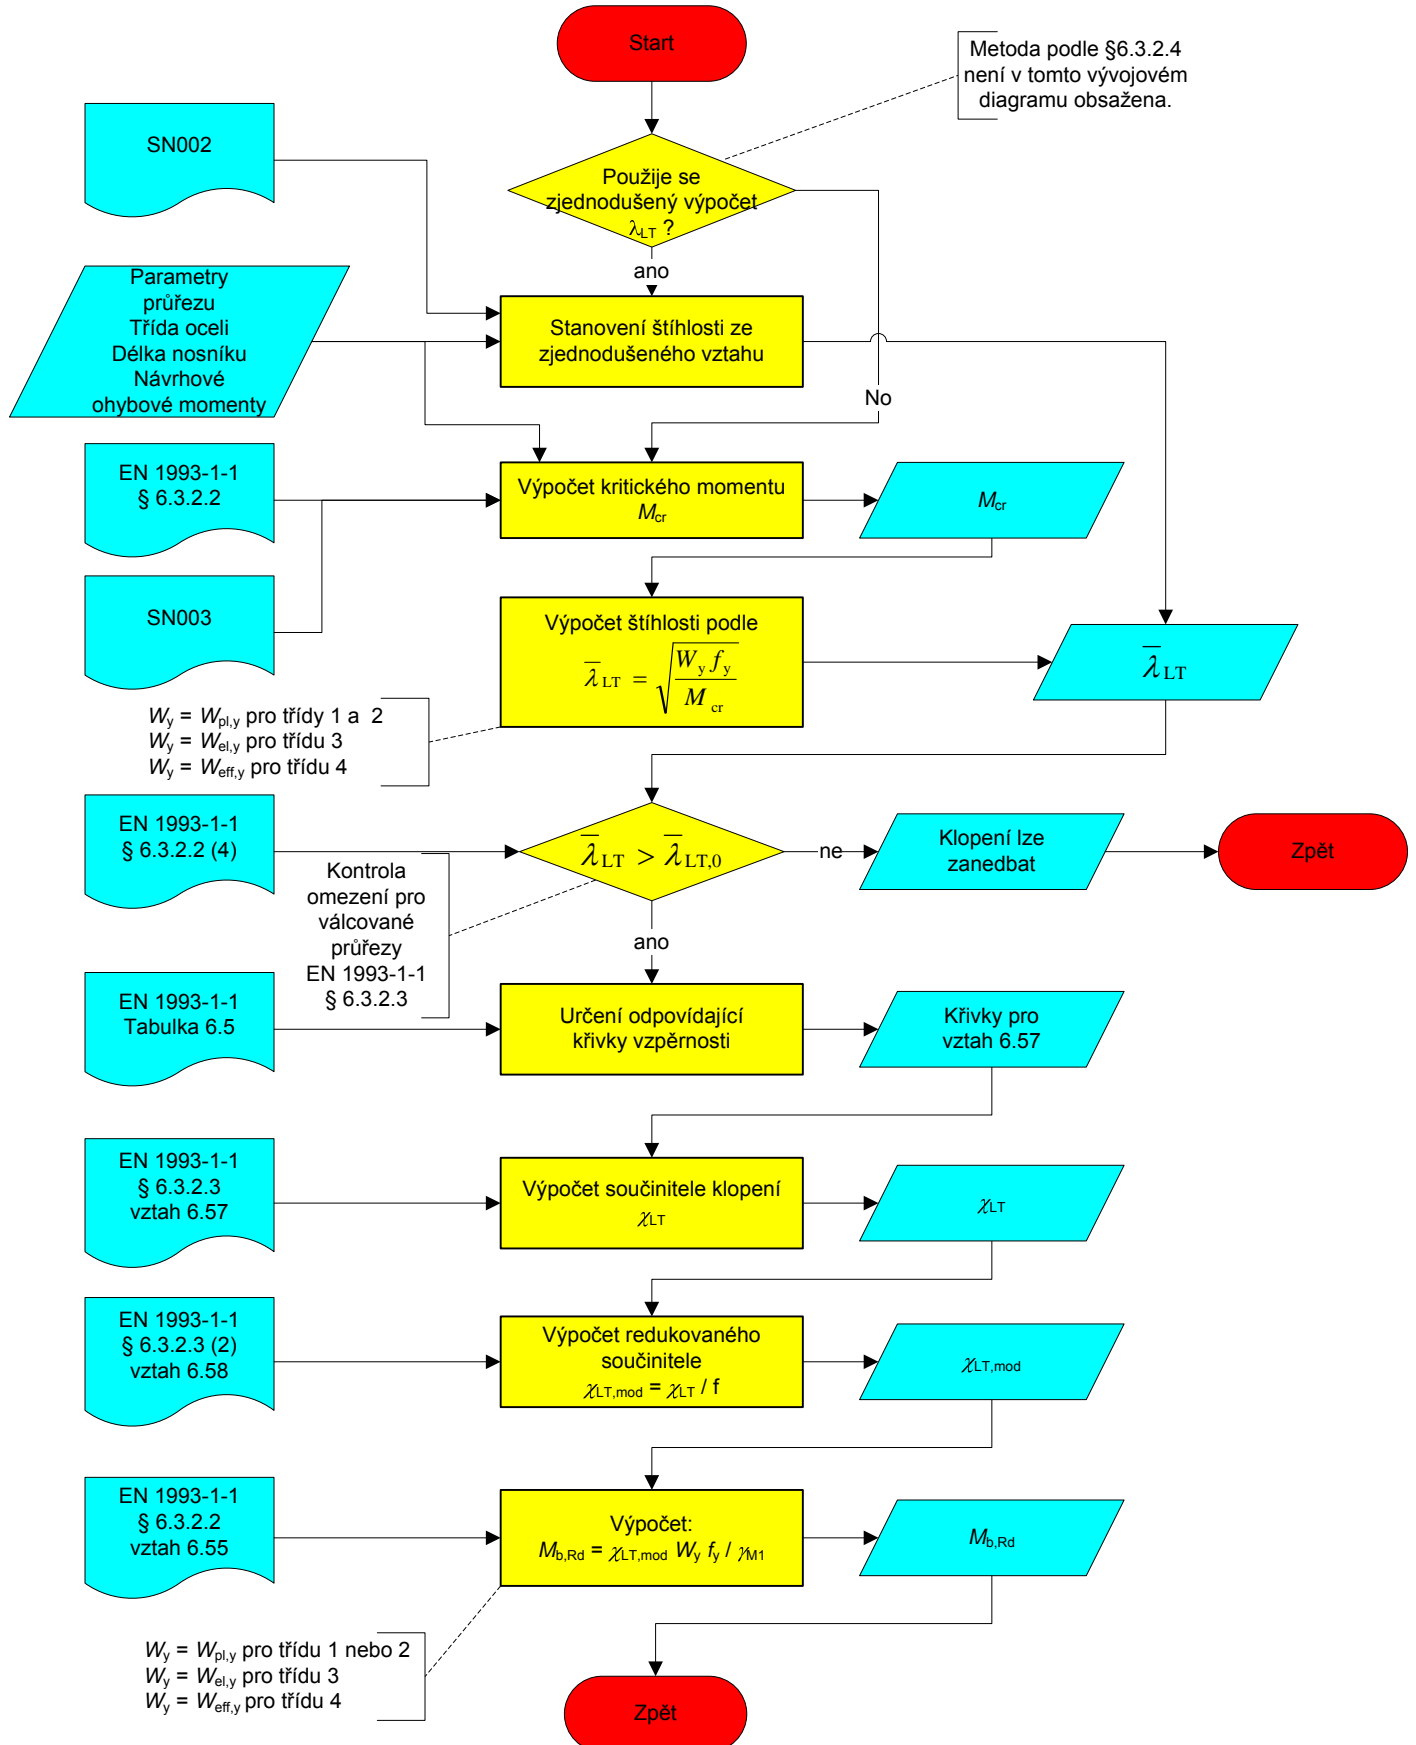 Start
Metoda podle §6.3.2.4
není v tomto vývojovém
diagramu obsažena.
SN002
Použije se
zjednodušený výpočet
λLT ?
ano
Parametry
průřezu
Třída oceli
Délka nosníku
Návrhové
ohybové momenty
Stanovení štíhlosti ze
zjednodušeného vztahu
No
EN 1993-1-1
§ 6.3.2.2
Výpočet kritického momentu
Mcr
Mcr
SN003
Výpočet štíhlosti podle
λ̅LT = √(Wy fy / Mcr)
λ̅LT
Wy = Wpl,y pro třídy 1 a 2
Wy = Wel,y pro třídu 3
Wy = Weff,y pro třídu 4
EN 1993-1-1
§ 6.3.2.2 (4)
λ̅LT > λ̅LT,0
ne
Klopení lze
zanedbat
Zpět
Kontrola
omezení pro
válcované
průřezy
EN 1993-1-1
§ 6.3.2.3
ano
EN 1993-1-1
Tabulka 6.5
Určení odpovídající
křivky vzpěrnosti
Křivky pro
vztah 6.57
EN 1993-1-1
§ 6.3.2.3
vztah 6.57
Výpočet součinitele klopení
χLT
χLT
EN 1993-1-1
§ 6.3.2.3 (2)
vztah 6.58
Výpočet redukovaného
součinitele
χLT,mod = χLT / f
χLT,mod
EN 1993-1-1
§ 6.3.2.2
vztah 6.55
Výpočet:
Mb,Rd = χLT,mod Wy fy / γM1
Mb,Rd
Wy = Wpl,y pro třídu 1 nebo 2
Wy = Wel,y pro třídu 3
Wy = Weff,y pro třídu 4
Zpět